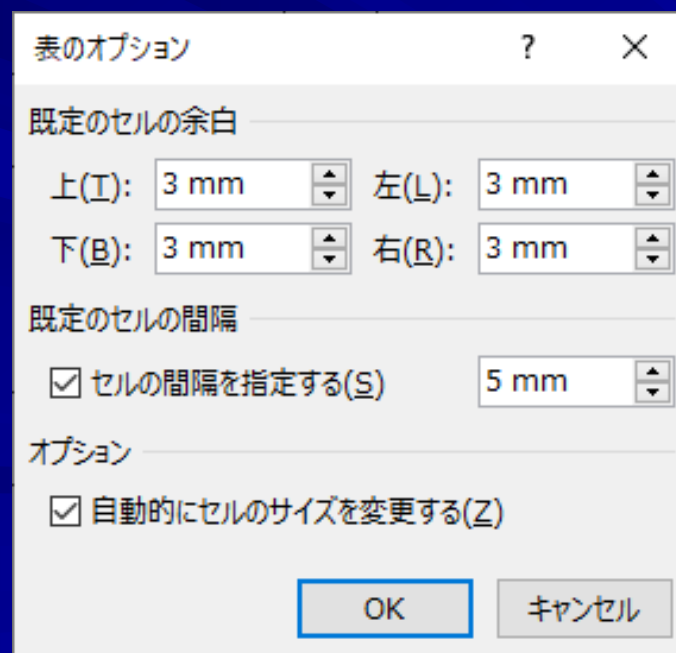 表のオプション ?
既定のセルの余白
上(T): 3 mm 左(L): 3 mm
下(B): 3 mm 右(R): 3 mm
既定のセルの間隔
セルの間隔を指定する(S) 5 mm
オプション
自動的にセルのサイズを変更する(Z)
OK キャンセル